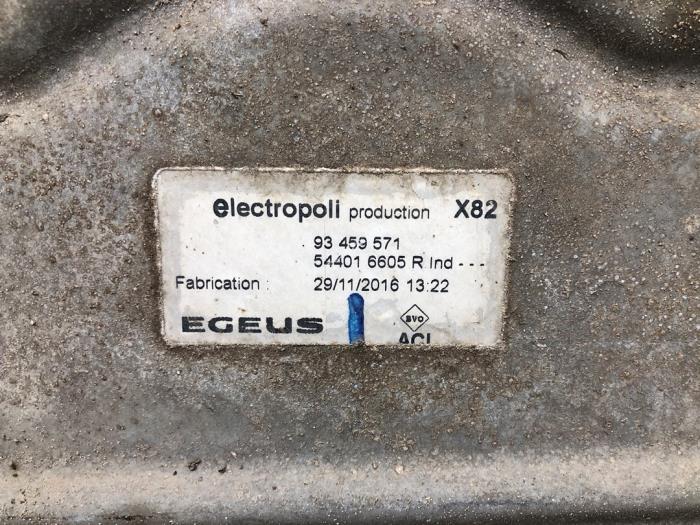 electropoli production X82
93 459 571
54401 6605 R Ind - - -
Fabrication : 29/11/2016 13:22
EGEUS
BVO
ACI